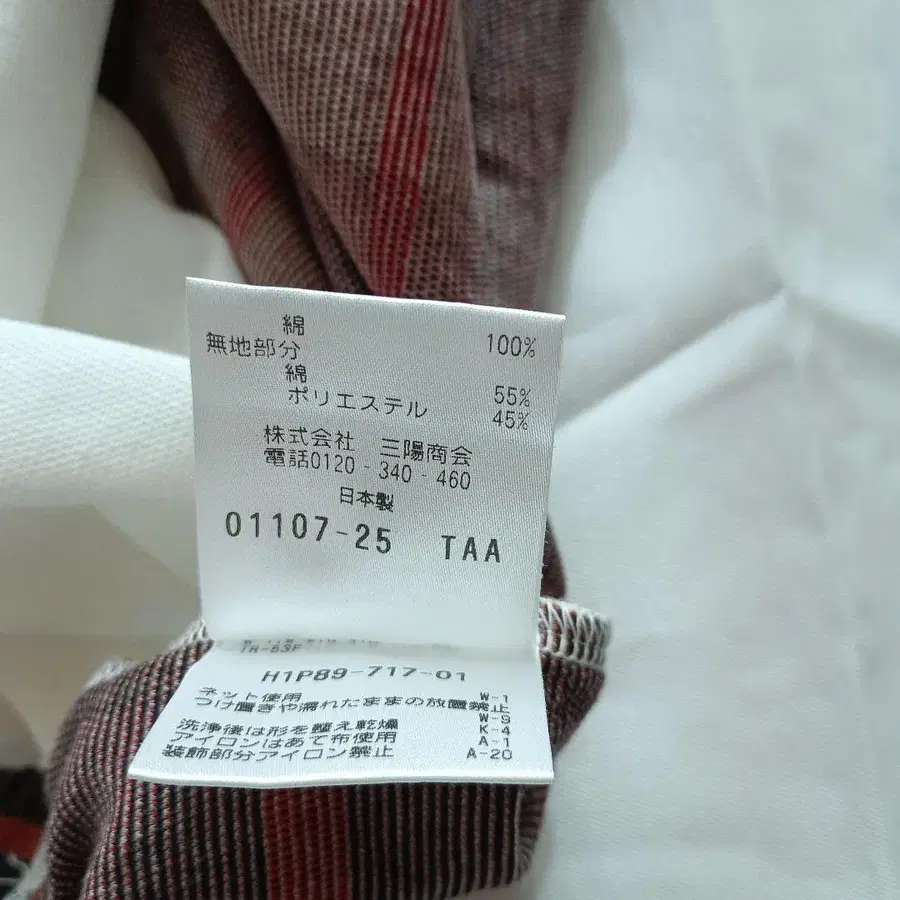 綿 100%
無地部分
綿 55%
ポリエステル 45%
株式会社 三陽商会
電話0120-340-460
日本製
01107-25 TAA
TR-53F
H1P89-717-01
ネット使用 W-1
つけ置きや濡れたままの放置禁止 W-9
洗浄後は形を整え乾燥 K-4
アイロンはあて布使用 A-1
装飾部分アイロン禁止 A-20